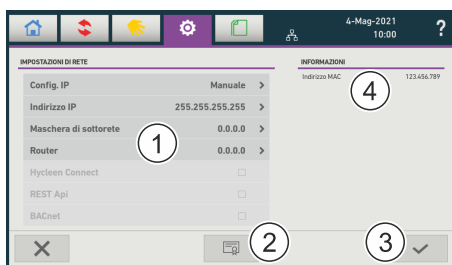 4-Mag-2021
10:00
?
IMPOSTAZIONI DI RETE
INFORMAZIONI
Config. IP Manuale >
Indirizzo IP 255.255.255.255 >
Maschera di sottorete 0.0.0.0 >
Router 0.0.0.0 >
Hycleen Connect
REST Api
BACnet
Indirizzo MAC 123.456.789
1
4
2
3